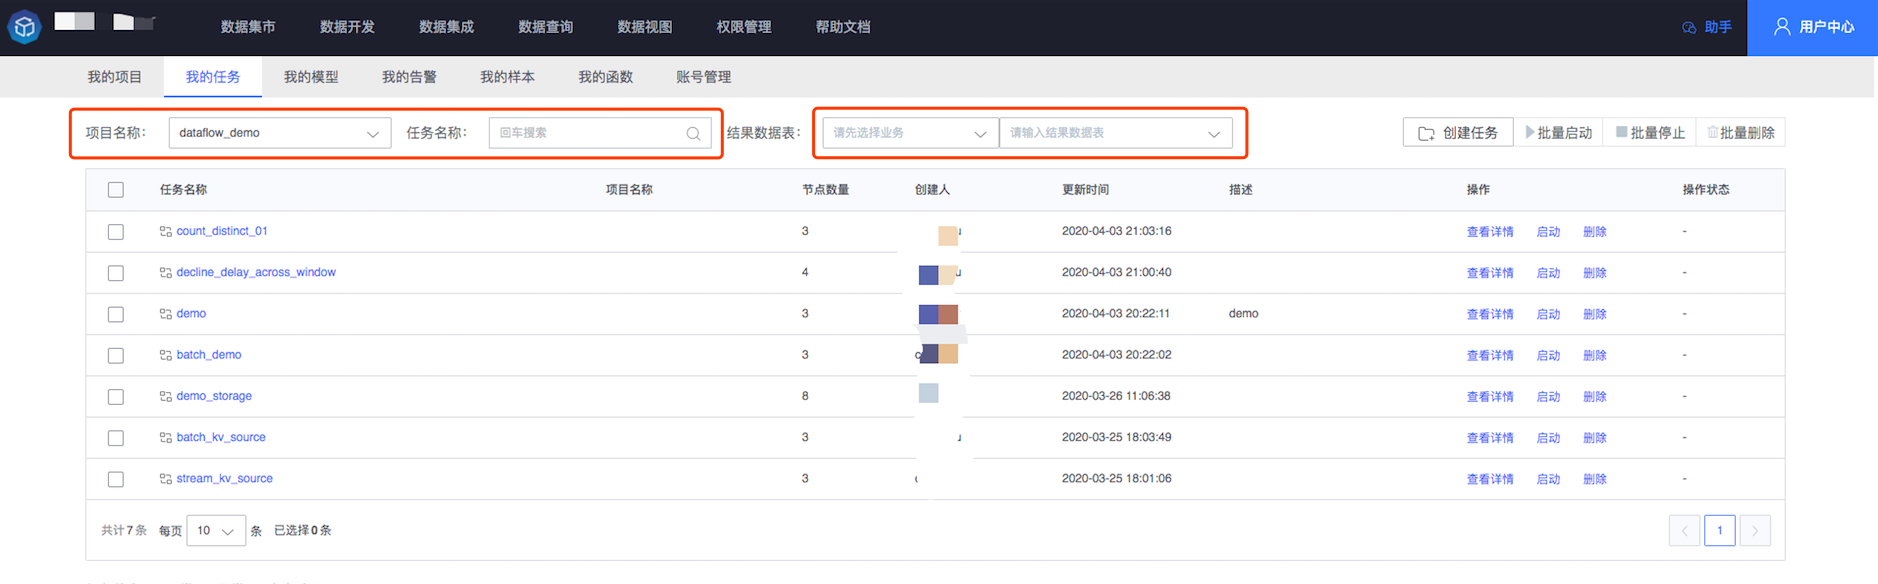 数据集市 数据开发 数据集成 数据查询 数据视图 权限管理 帮助文档 助手 用户中心
我的项目 我的任务 我的模型 我的告警 我的样本 我的函数 账号管理
项目名称： dataflow_demo 任务名称： 回车搜索 结果数据表： 请先选择业务 请输入结果数据表 创建任务 批量启动 批量停止 批量删除
任务名称 项目名称 节点数量 创建人 更新时间 描述 操作 操作状态
count_distinct_01 3 2020-04-03 21:03:16 查看详情 启动 删除 -
decline_delay_across_window 4 2020-04-03 21:00:40 查看详情 启动 删除 -
demo 3 2020-04-03 20:22:11 demo 查看详情 启动 删除 -
batch_demo 3 2020-04-03 20:22:02 查看详情 启动 删除 -
demo_storage 8 2020-03-26 11:06:38 查看详情 启动 删除 -
batch_kv_source 3 2020-03-25 18:03:49 查看详情 启动 删除 -
stream_kv_source 3 2020-03-25 18:01:06 查看详情 启动 删除 -
共计7条 每页 10 条 已选择0条 1